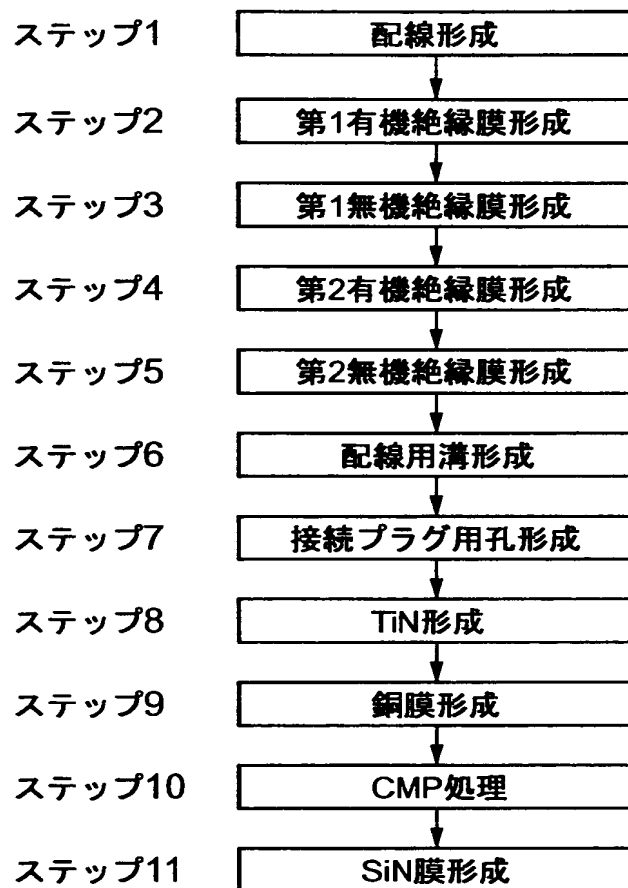 ステップ1 配線形成
ステップ2 第1有機絶縁膜形成
ステップ3 第1無機絶縁膜形成
ステップ4 第2有機絶縁膜形成
ステップ5 第2無機絶縁膜形成
ステップ6 配線用溝形成
ステップ7 接続プラグ用孔形成
ステップ8 TiN形成
ステップ9 銅膜形成
ステップ10 CMP処理
ステップ11 SiN膜形成